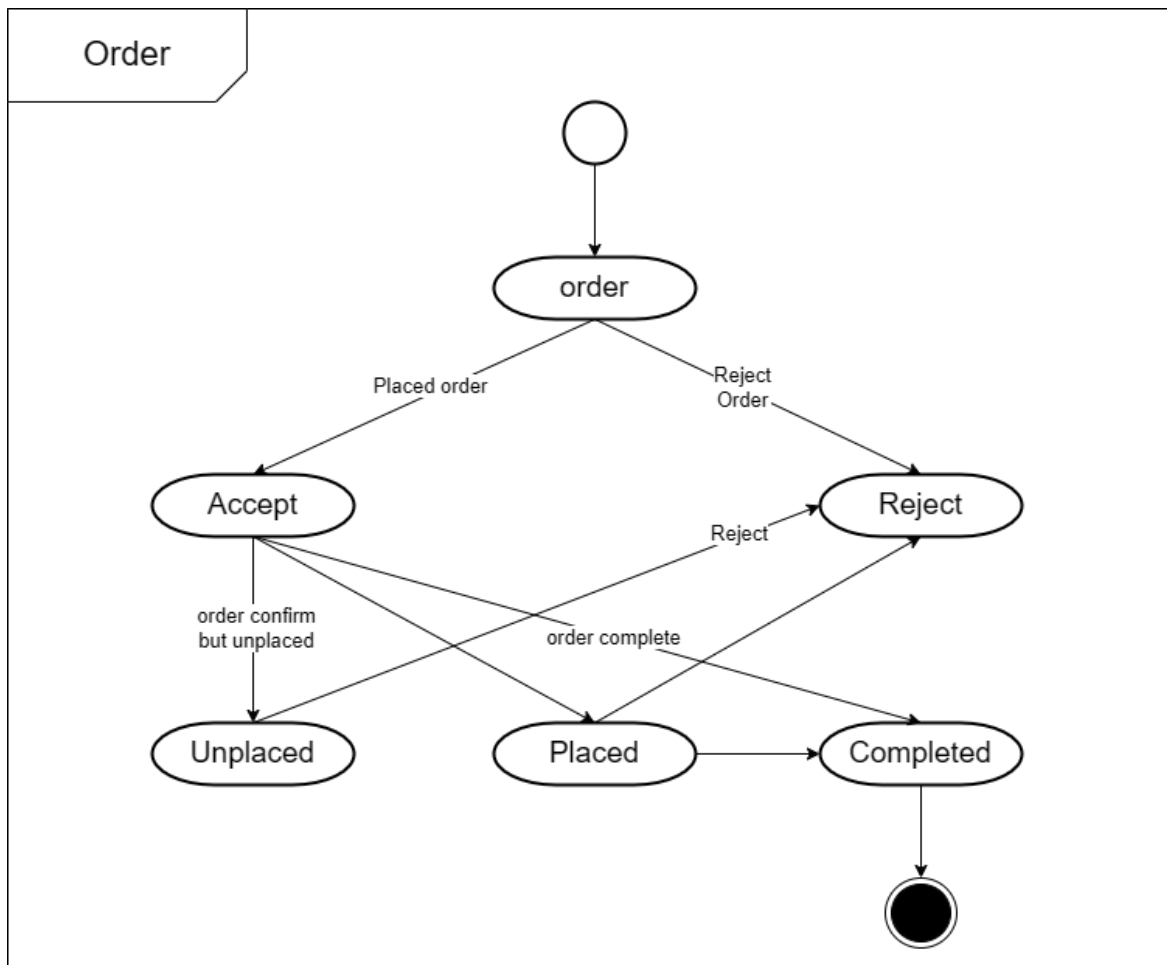 Order
order
Placed order
Reject
Order
Accept
Reject
Reject
order confirm
but unplaced
order complete
Unplaced
Placed
Completed